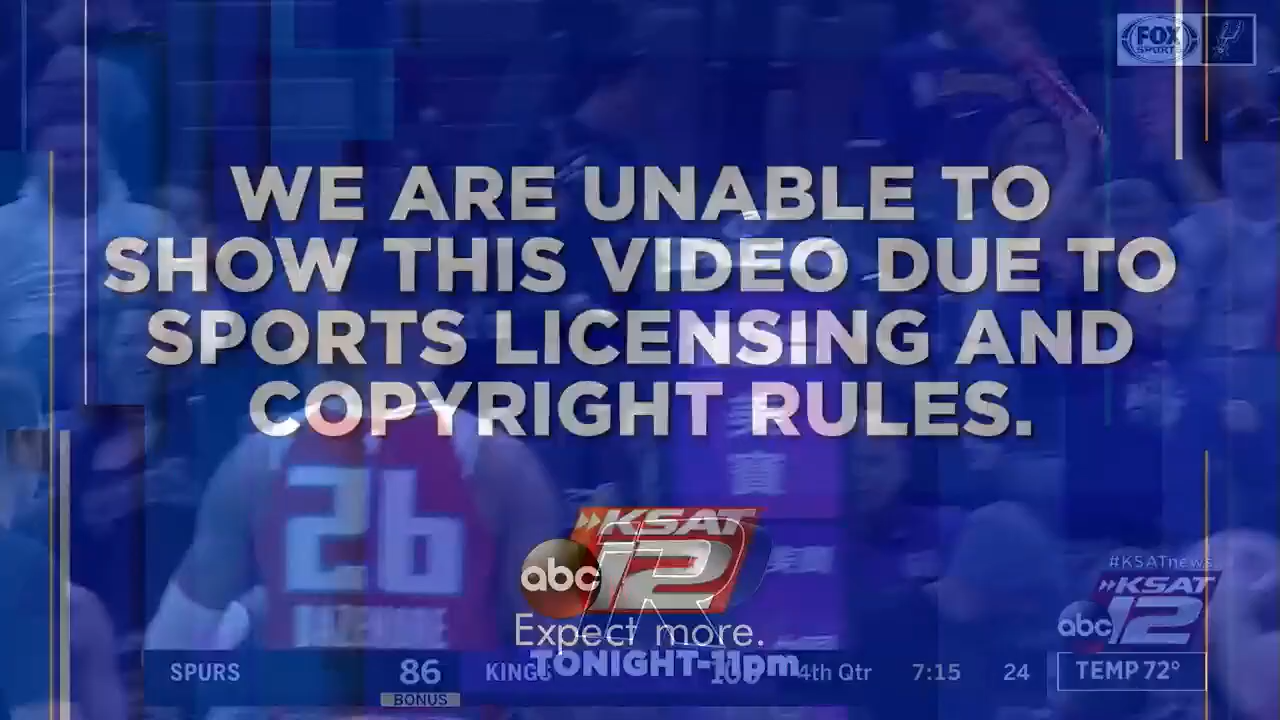 FOX
SPORTS
WE ARE UNABLE TO
SHOW THIS VIDEO DUE TO
SPORTS LICENSING AND
COPYRIGHT RULES.
寶
26
KSAT
abc 12
Expect more.
TONIGHT-11pm
#KSATnews
KSAT
abc 12
SPURS 86 KINGS 4th Qtr 7:15 24 TEMP 72°
BONUS